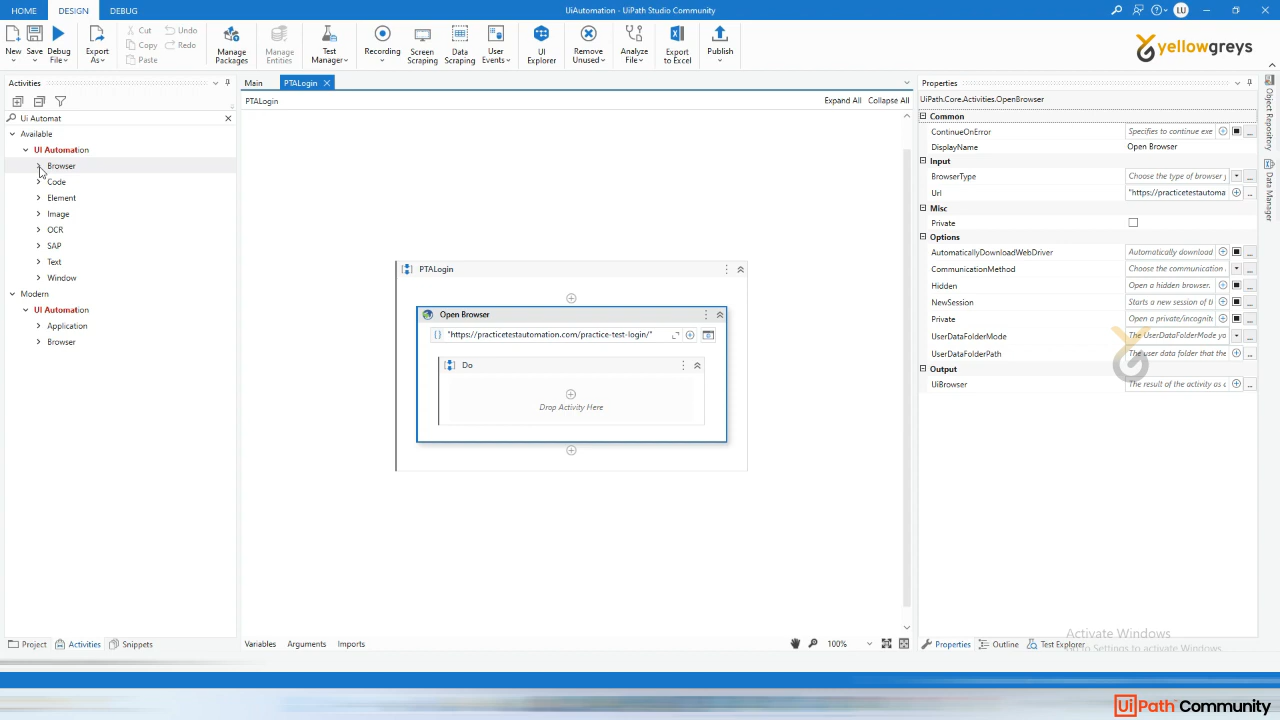 HOME DESIGN DEBUG UiAutomation - UiPath Studio Community LU
New Save Debug File Export As Cut Copy Paste Undo Redo Manage Packages Manage Entities Test Manager Recording Screen Scraping Data Scraping User Events UI Explorer Remove Unused Analyze File Export to Excel Publish
yellowgreys
Activities
Ui Automat
Available
UI Automation
Browser
Code
Element
Image
OCR
SAP
Text
Window
Modern
UI Automation
Application
Browser
Project Activities Snippets
Main PTALogin
PTALogin Expand All Collapse All
PTALogin
Open Browser
"https://practicetestautomation.com/practice-test-login/"
Do
Drop Activity Here
Variables Arguments Imports 100%
Properties
UiPath.Core.Activities.OpenBrowser
Common
ContinueOnError Specifies to continue exe
DisplayName Open Browser
Input
BrowserType Choose the type of browser y
Url "https://practicetestautoma
Misc
Private
Options
AutomaticallyDownloadWebDriver Automatically download
CommunicationMethod Choose the communication
Hidden Open a hidden browser.
NewSession Starts a new session of t
Private Open a private/incognit
UserDataFolderMode The UserDataFolderMode yo
UserDataFolderPath The user data folder that the
Output
UiBrowser The result of the activity as a
Properties Outline Test Explorer
Object Repository
Data Manager
Activate Windows
Go to Settings to activate Windows.
UiPath Community